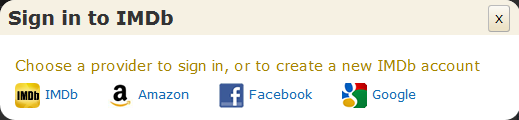 Sign in to IMDb x
Choose a provider to sign in, or to create a new IMDb account
IMDb IMDb a Amazon f Facebook g Google